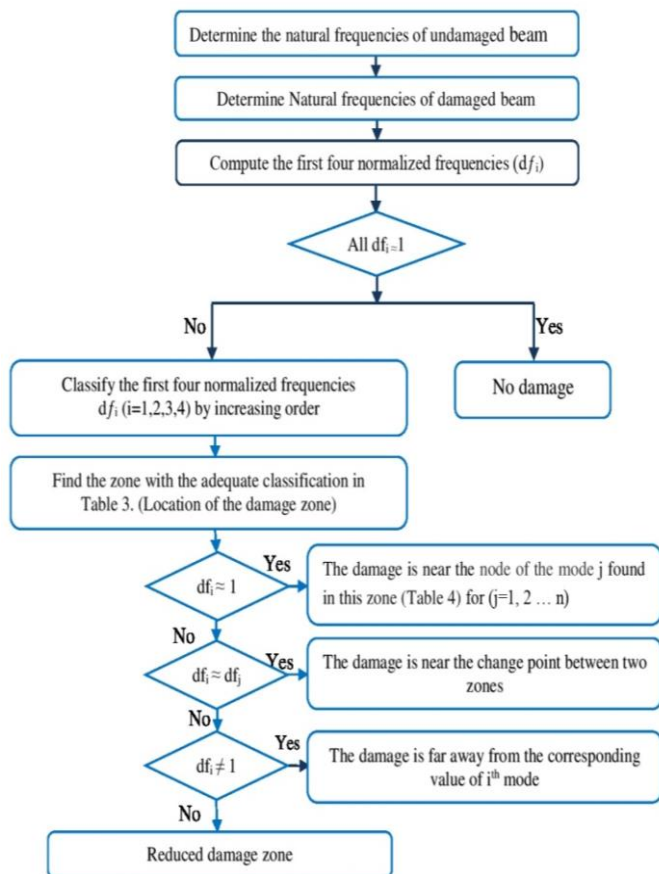 Determine the natural frequencies of undamaged beam
Determine Natural frequencies of damaged beam
Compute the first four normalized frequencies (dfᵢ)
All dfᵢ≈1
No
Yes
Classify the first four normalized frequencies
dfᵢ (i=1,2,3,4) by increasing order
No damage
Find the zone with the adequate classification in
Table 3. (Location of the damage zone)
Yes
dfᵢ ≈ 1
The damage is near the node of the mode j found
in this zone (Table 4) for (j=1, 2 ... n)
No
Yes
dfᵢ ≈ dfⱼ
The damage is near the change point between two
zones
No
Yes
dfᵢ ≠ 1
The damage is far away from the corresponding
value of iᵗʰ mode
No
Reduced damage zone